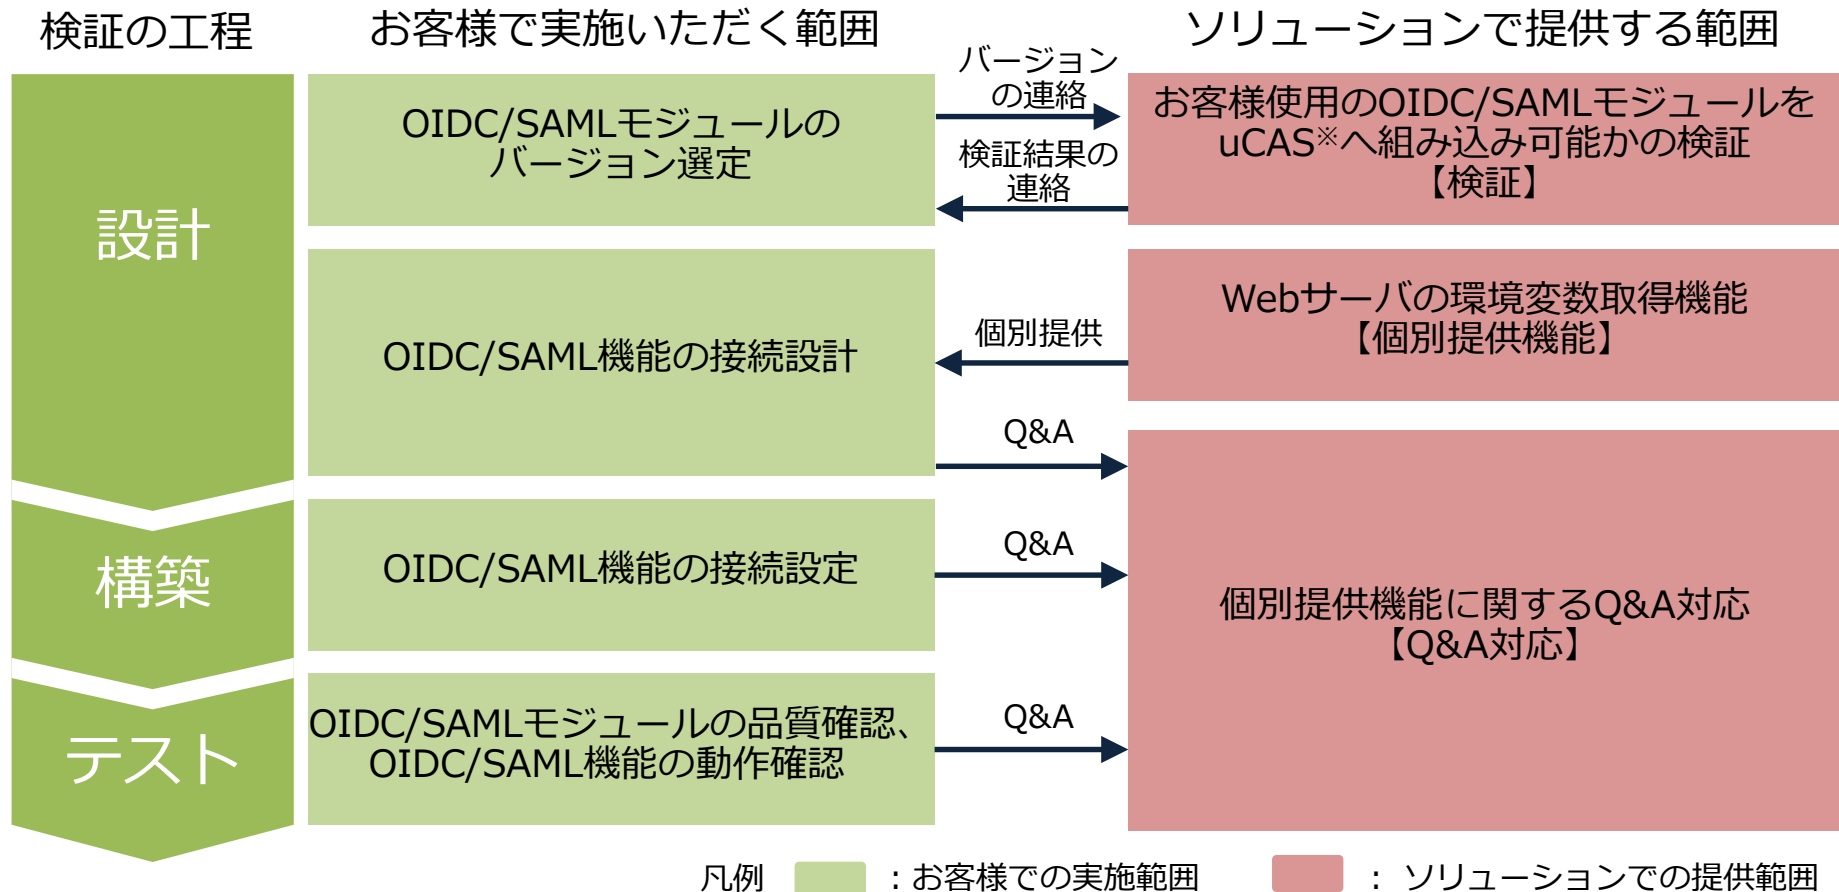 検証の工程
お客様で実施いただく範囲
ソリューションで提供する範囲
設計
OIDC/SAMLモジュールの
バージョン選定
バージョン
の連絡
検証結果の
連絡
お客様使用のOIDC/SAMLモジュールを
uCAS※へ組み込み可能かの検証
【検証】
OIDC/SAML機能の接続設計
個別提供
Webサーバの環境変数取得機能
【個別提供機能】
Q&A
構築
OIDC/SAML機能の接続設定
Q&A
個別提供機能に関するQ&A対応
【Q&A対応】
テスト
OIDC/SAMLモジュールの品質確認、
OIDC/SAML機能の動作確認
Q&A
凡例
：お客様での実施範囲
： ソリューションでの提供範囲